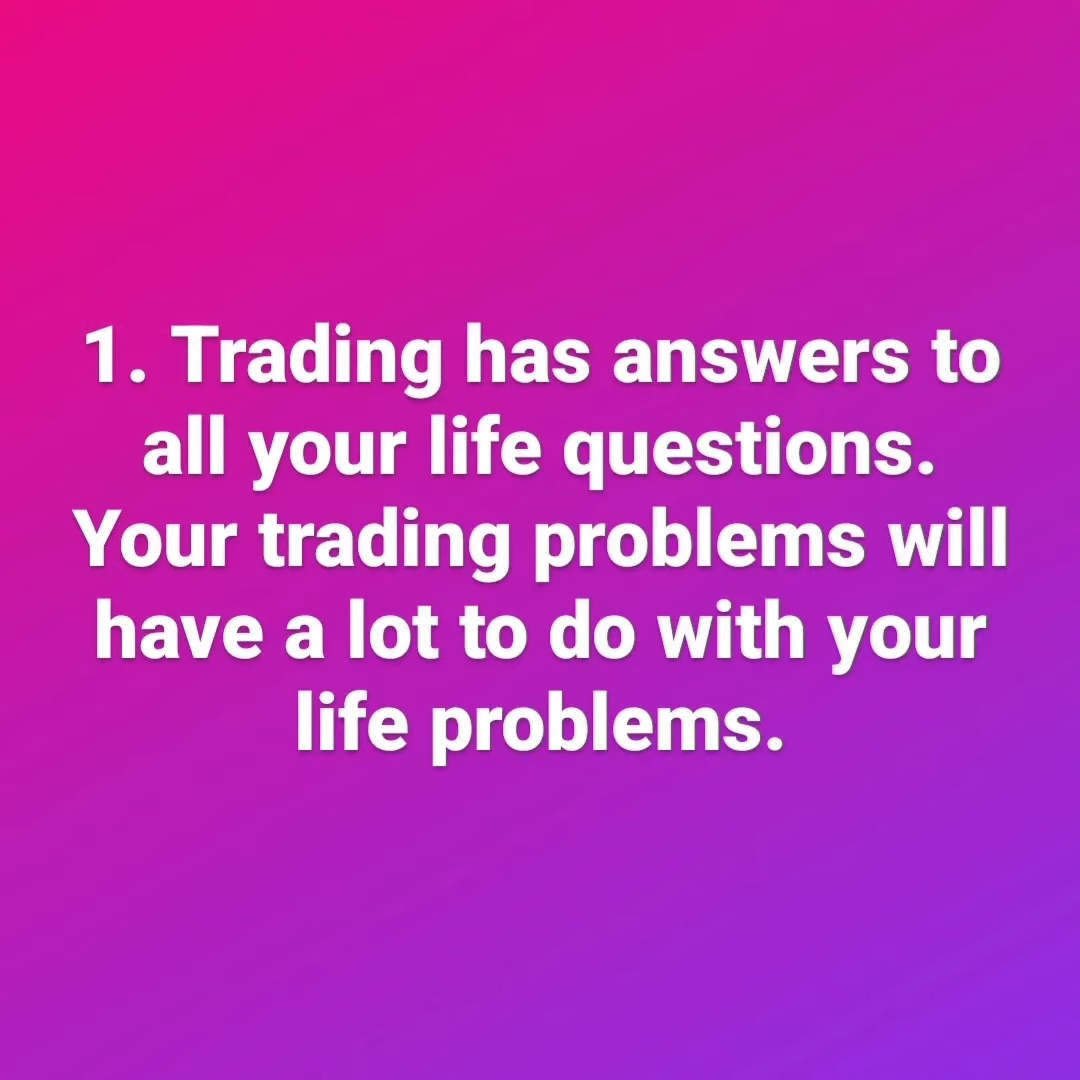 1. Trading has answers to
all your life questions.
Your trading problems will
have a lot to do with your
life problems.